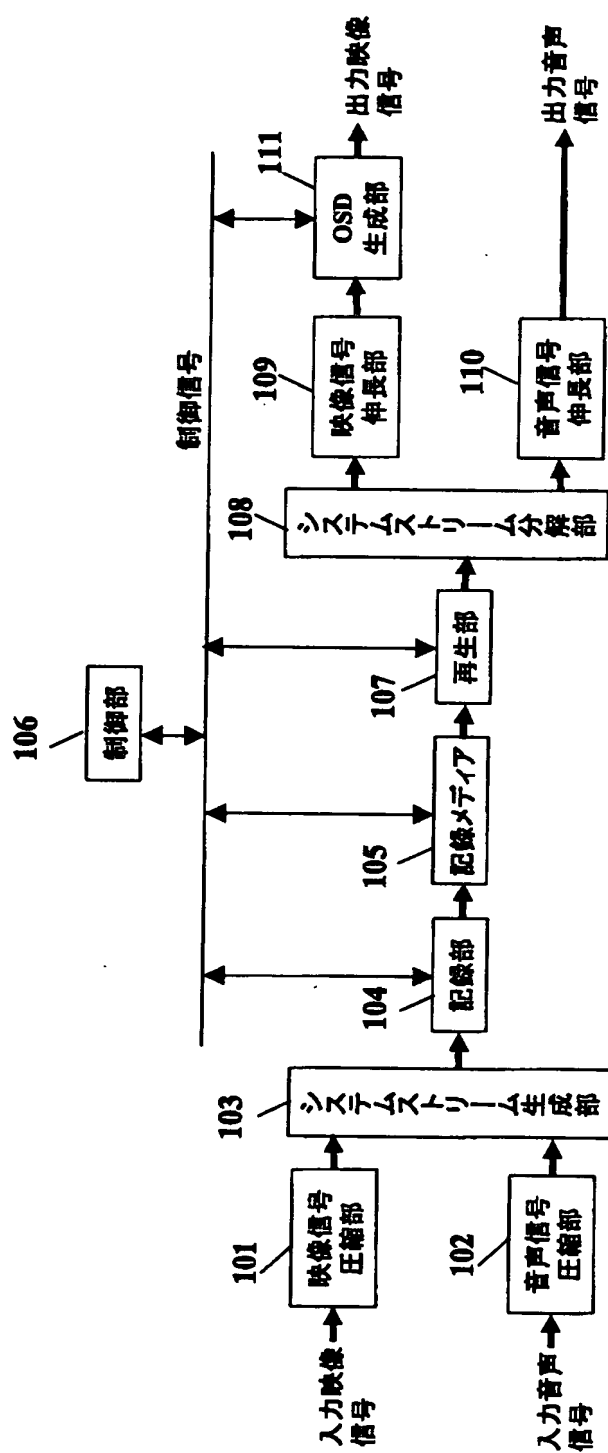 106
制御部
制御信号
入力映像
信号
101
映像信号
圧縮部
入力音声
信号
102
音声信号
圧縮部
103
システムストリーム生成部
104
記録部
105
記録メディア
107
再生部
108
システムストリーム分解部
109
映像信号
伸長部
110
音声信号
伸長部
111
OSD
生成部
出力映像
信号
出力音声
信号